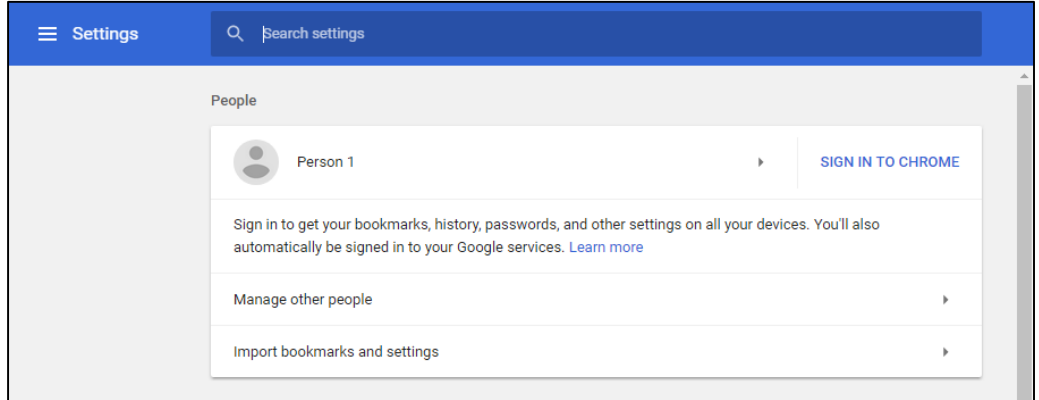 Settings
Search settings
People
Person 1
SIGN IN TO CHROME
Sign in to get your bookmarks, history, passwords, and other settings on all your devices. You'll also
automatically be signed in to your Google services. Learn more
Manage other people
Import bookmarks and settings